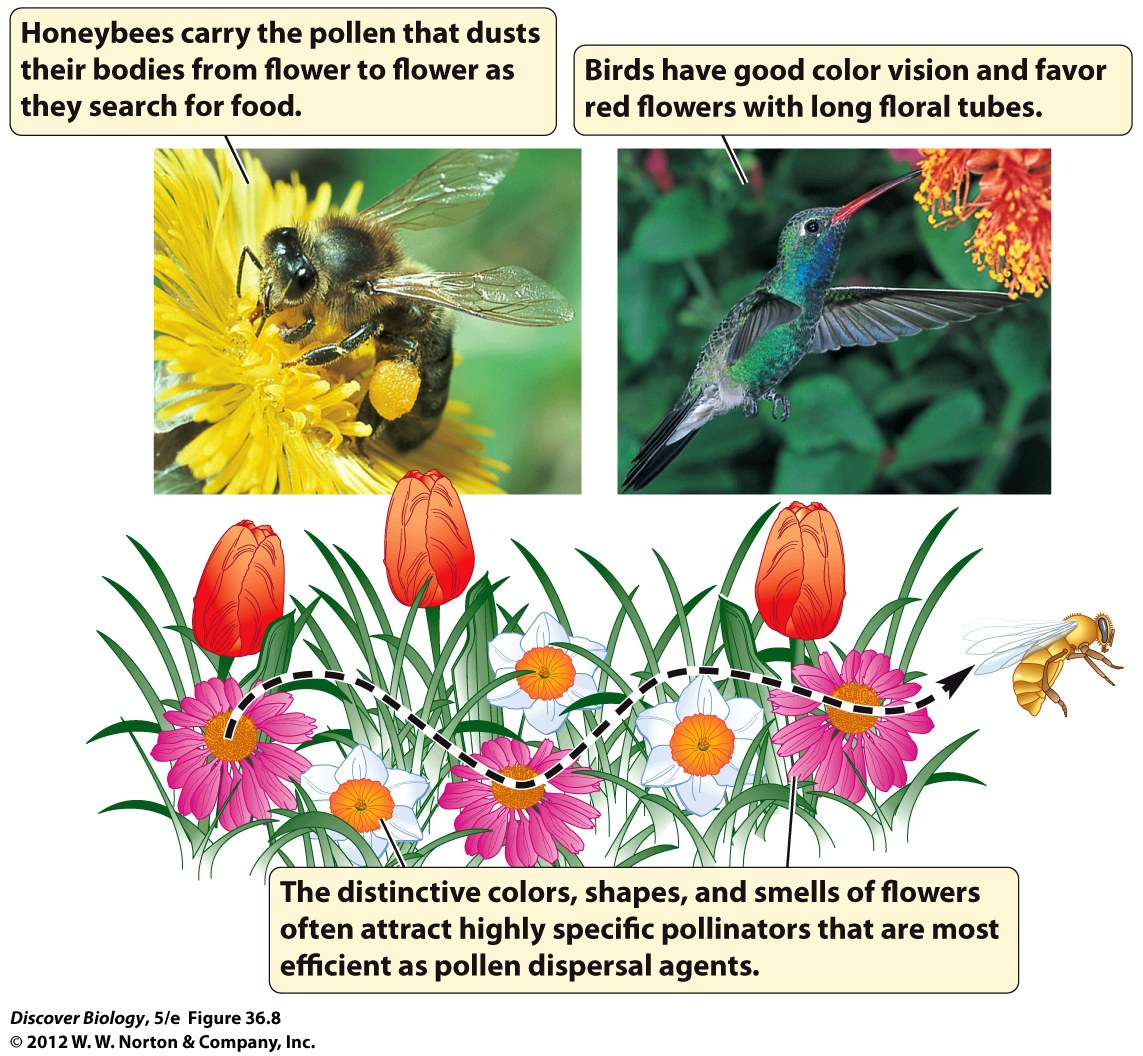 Honeybees carry the pollen that dusts
their bodies from flower to flower as
they search for food.
Birds have good color vision and favor
red flowers with long floral tubes.
The distinctive colors, shapes, and smells of flowers
often attract highly specific pollinators that are most
efficient as pollen dispersal agents.
Discover Biology, 5/e Figure 36.8
© 2012 W. W. Norton & Company, Inc.